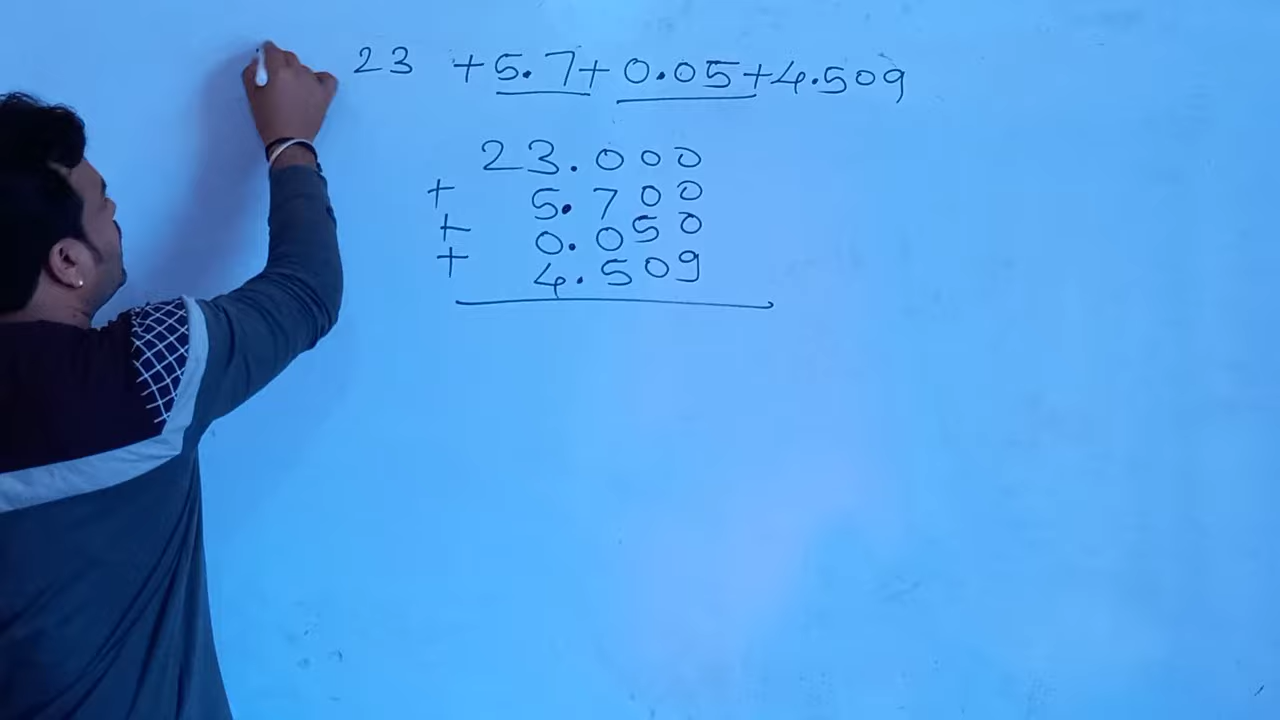 23 +5.7+ 0.05+4.509
23.000
+ 5.700
+ 0.050
+ 4.509